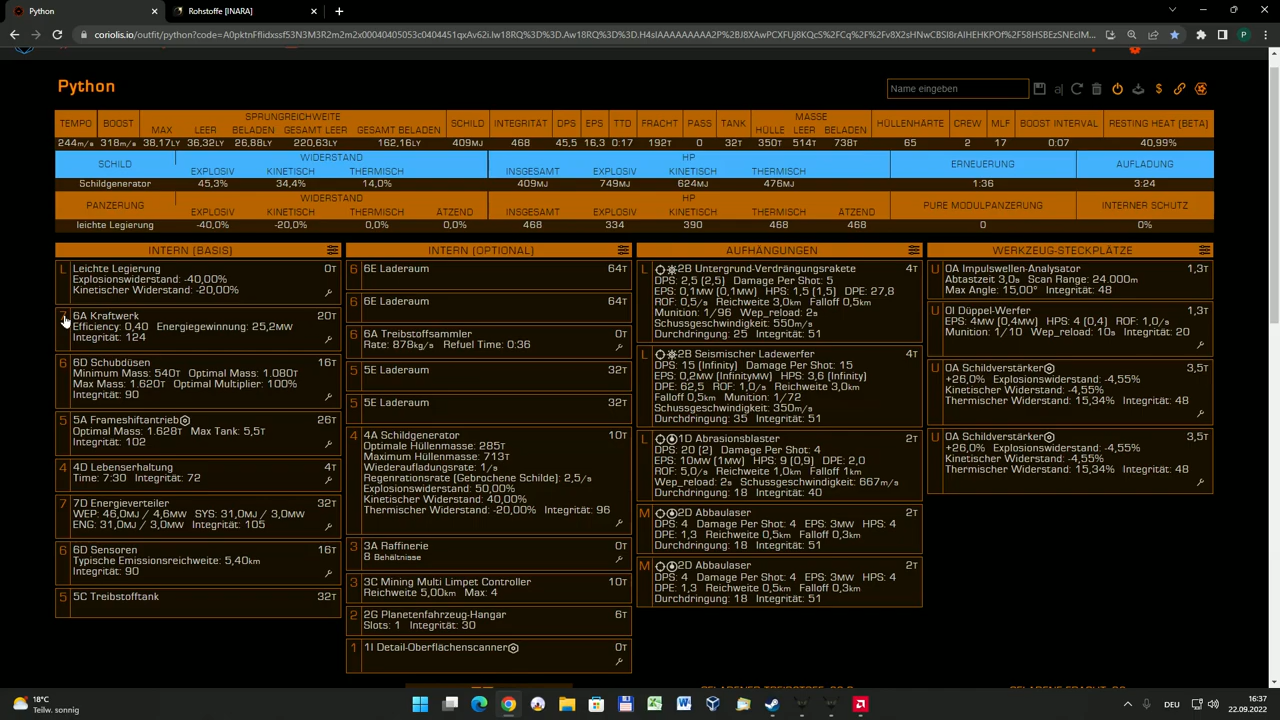 Python
Rohstoffe [INARA]
coriolis.io/outfit/python?code=
Python
Name eingeben
TEMPO BOOST SPRUNGREICHWEITE SCHILD INTEGRITÄT DPS EPS TTD FRACHT PASS TANK MASSE HÜLLENHÄRTE CREW MLF BOOST INTERVAL RESTING HEAT (BETA)
MAX LEER BELADEN GESAMT LEER GESAMT BELADEN HÜLLE LEER BELADEN
244m/s 318m/s 38,17LY 36,32LY 26,88LY 220,63LY 162,16LY 409MJ 468 45,5 16,3 0:17 192T 0 32T 350T 514T 738T 65 2 17 0:07 40,99%
SCHILD WIDERSTAND HP ERNEUERUNG AUFLADUNG
EXPLOSIV KINETISCH THERMISCH INSGESAMT EXPLOSIV KINETISCH THERMISCH
Schildgenerator 45,3% 34,4% 14,0% 409MJ 749MJ 624MJ 476MJ 1:36 3:24
PANZERUNG WIDERSTAND HP PURE MODULPANZERUNG INTERNER SCHUTZ
EXPLOSIV KINETISCH THERMISCH ÄTZEND INSGESAMT EXPLOSIV KINETISCH THERMISCH ÄTZEND
leichte Legierung -40,0% -20,0% 0,0% 0,0% 468 334 390 468 468 0 0%
INTERN (BASIS)
L Leichte Legierung 0T
Explosionswiderstand: -40,00%
Kinetischer Widerstand: -20,00%
7 6A Kraftwerk 20T
Efficiency: 0,40 Energiegewinnung: 25,2MW
Integrität: 124
6 6D Schubdüsen 16T
Minimum Mass: 540T Optimal Mass: 1.080T
Max Mass: 1.620T Optimal Multiplier: 100%
Integrität: 90
5 5A Frameshiftantrieb 26T
Optimal Mass: 1.628T Max Tank: 5,5T
Integrität: 102
4 4D Lebenserhaltung 4T
Time: 7:30 Integrität: 72
7 7D Energieverteiler 32T
WEP: 46,0MJ / 4,6MW SYS: 31,0MJ / 3,0MW
ENG: 31,0MJ / 3,0MW Integrität: 105
6 6D Sensoren 16T
Typische Emissionsreichweite: 5,40km
Integrität: 90
5 5C Treibstofftank 32T
INTERN (OPTIONAL)
6 6E Laderaum 64T
6 6E Laderaum 64T
6 6A Treibstoffsammler 0T
Rate: 878kg/s Refuel Time: 0:36
5 5E Laderaum 32T
5 5E Laderaum 32T
4 4A Schildgenerator 10T
Optimale Hüllenmasse: 285T
Maximum Hüllenmasse: 713T
Wiederaufladungsrate: 1/s
Regenrationsrate (Gebrochene Schilde): 2,5/s
Explosionswiderstand: 50,00%
Kinetischer Widerstand: 40,00%
Thermischer Widerstand: -20,00% Integrität: 96
3 3A Raffinerie 0T
8 Behältnisse
3 3C Mining Multi Limpet Controller 10T
Reichweite 5,00km Max: 4
2 2G Planetenfahrzeug-Hangar 6T
Slots: 1 Integrität: 30
1 1I Detail-Oberflächenscanner 0T
AUFHÄNGUNGEN
L 2B Untergrund-Verdrängungsrakete 4T
DPS: 2,5 [2,5] Damage Per Shot: 5
EPS: 0,1MW [0,1MW] HPS: 1,5 [1,5] DPE: 27,8
ROF: 0,5/s Reichweite 3,0km Falloff 0,5km
Munition: 1/96 Wep_reload: 2s
Schussgeschwindigkeit: 550m/s
Durchdringung: 35 Integrität: 51
L 2B Seismischer Ladewerfer 4T
DPS: 15 [Infinity] Damage Per Shot: 15
EPS: 0,2MW [InfinityMW] HPS: 3,6 [Infinity]
DPE: 62,5 ROF: 1,0/s Reichweite 3,0km
Falloff 0,5km Munition: 1/72
Schussgeschwindigkeit: 350m/s
Durchdringung: 35 Integrität: 51
L 1D Abrasionsblaster 2T
DPS: 20 [2] Damage Per Shot: 4
EPS: 10MW [1MW] HPS: 9 [0,9] DPE: 2,0
ROF: 5,0/s Reichweite 1,0km Falloff 1km
Wep_reload: 2s Schussgeschwindigkeit: 667m/s
Durchdringung: 18 Integrität: 40
M 2D Abbaulaser 2T
DPS: 4 Damage Per Shot: 4 EPS: 3MW HPS: 4
DPE: 1,3 Reichweite 0,5km Falloff 0,3km
Durchdringung: 18 Integrität: 51
M 2D Abbaulaser 2T
DPS: 4 Damage Per Shot: 4 EPS: 3MW HPS: 4
DPE: 1,3 Reichweite 0,5km Falloff 0,3km
Durchdringung: 18 Integrität: 51
WERKZEUG-STECKPLÄTZE
U 0A Impulswellen-Analysator 1,3T
Abtastzeit 3,0s Scan Range: 24.000m
Max Angle: 15,00° Integrität: 48
U 0I Düppel-Werfer 1,3T
EPS: 4MW [0,4MW] HPS: 4 [0,4] ROF: 1,0/s
Munition: 1/10 Wep_reload: 10s Integrität: 20
U 0A Schildverstärker 3,5T
+26,0% Explosionswiderstand: -4,55%
Kinetischer Widerstand: -4,55%
Thermischer Widerstand: 15,34% Integrität: 48
U 0A Schildverstärker 3,5T
+26,0% Explosionswiderstand: -4,55%
Kinetischer Widerstand: -4,55%
Thermischer Widerstand: 15,34% Integrität: 48
18°C
Teilw. sonnig
DEU
16:37
22.09.2022